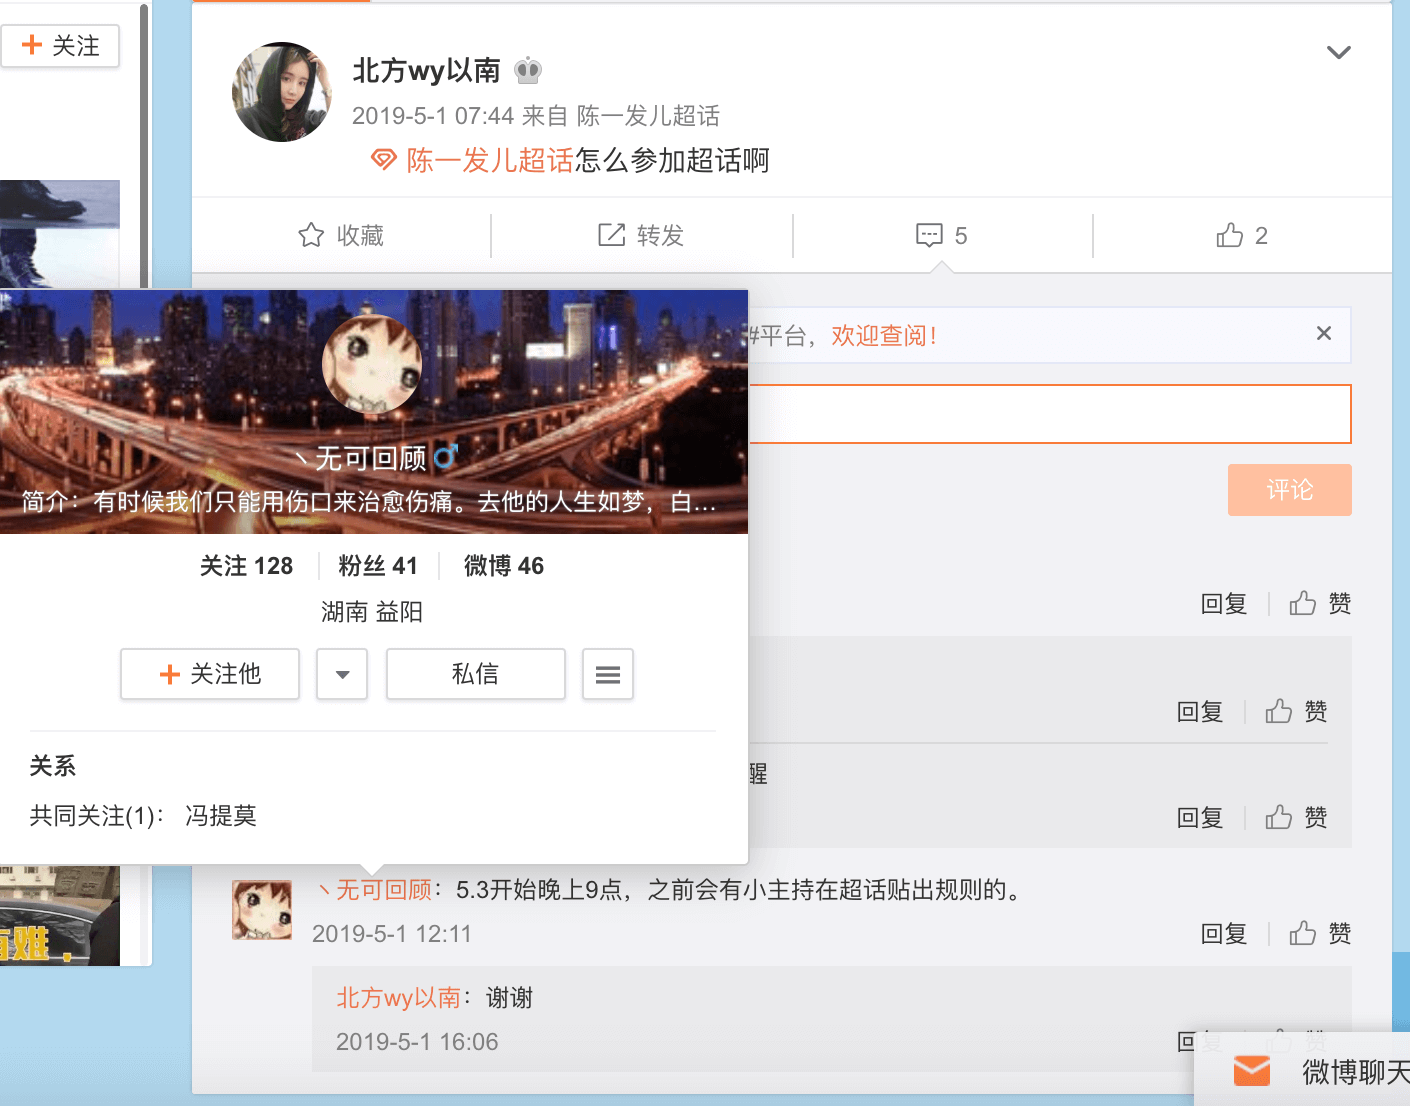 关注
北方wy以南
2019-5-1 07:44 来自 陈一发儿超话
陈一发儿超话怎么参加超话啊
收藏
转发
5
2
#平台，欢迎查阅！
丶无可回顾
简介：有时候我们只能用伤口来治愈伤痛。去他的人生如梦，白...
评论
关注 128
粉丝 41
微博 46
湖南 益阳
回复
赞
关注他
私信
回复
赞
关系
醒
共同关注(1)： 冯提莫
回复
赞
丶无可回顾：5.3开始晚上9点，之前会有小主持在超话贴出规则的。
2019-5-1 12:11
回复
赞
有难，
北方wy以南：谢谢
2019-5-1 16:06
回复
赞
微博聊天